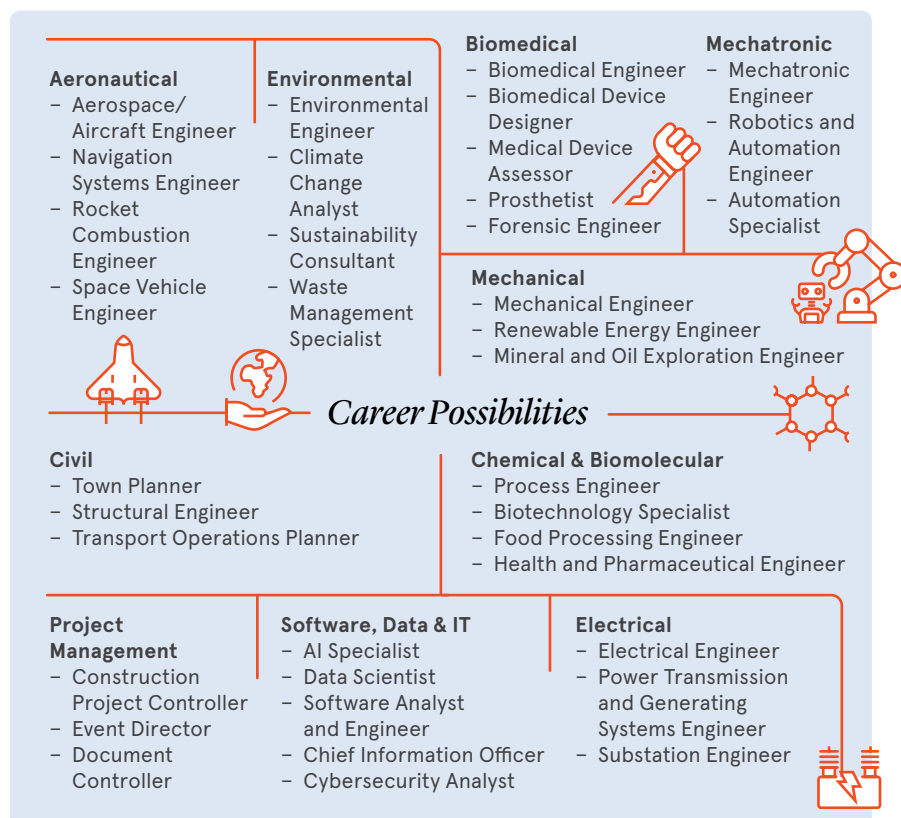 Aeronautical
– Aerospace/
Aircraft Engineer
– Navigation
Systems Engineer
– Rocket
Combustion
Engineer
– Space Vehicle
Engineer
Environmental
– Environmental
Engineer
– Climate
Change
Analyst
– Sustainability
Consultant
– Waste
Management
Specialist
Biomedical
– Biomedical Engineer
– Biomedical Device
Designer
– Medical Device
Assessor
– Prosthetist
– Forensic Engineer
Mechatronic
– Mechatronic
Engineer
– Robotics and
Automation
Engineer
– Automation
Specialist
Mechanical
– Mechanical Engineer
– Renewable Energy Engineer
– Mineral and Oil Exploration Engineer
Career Possibilities
Civil
– Town Planner
– Structural Engineer
– Transport Operations Planner
Chemical & Biomolecular
– Process Engineer
– Biotechnology Specialist
– Food Processing Engineer
– Health and Pharmaceutical Engineer
Project
Management
– Construction
Project Controller
– Event Director
– Document
Controller
Software, Data & IT
– AI Specialist
– Data Scientist
– Software Analyst
and Engineer
– Chief Information Officer
– Cybersecurity Analyst
Electrical
– Electrical Engineer
– Power Transmission
and Generating
Systems Engineer
– Substation Engineer